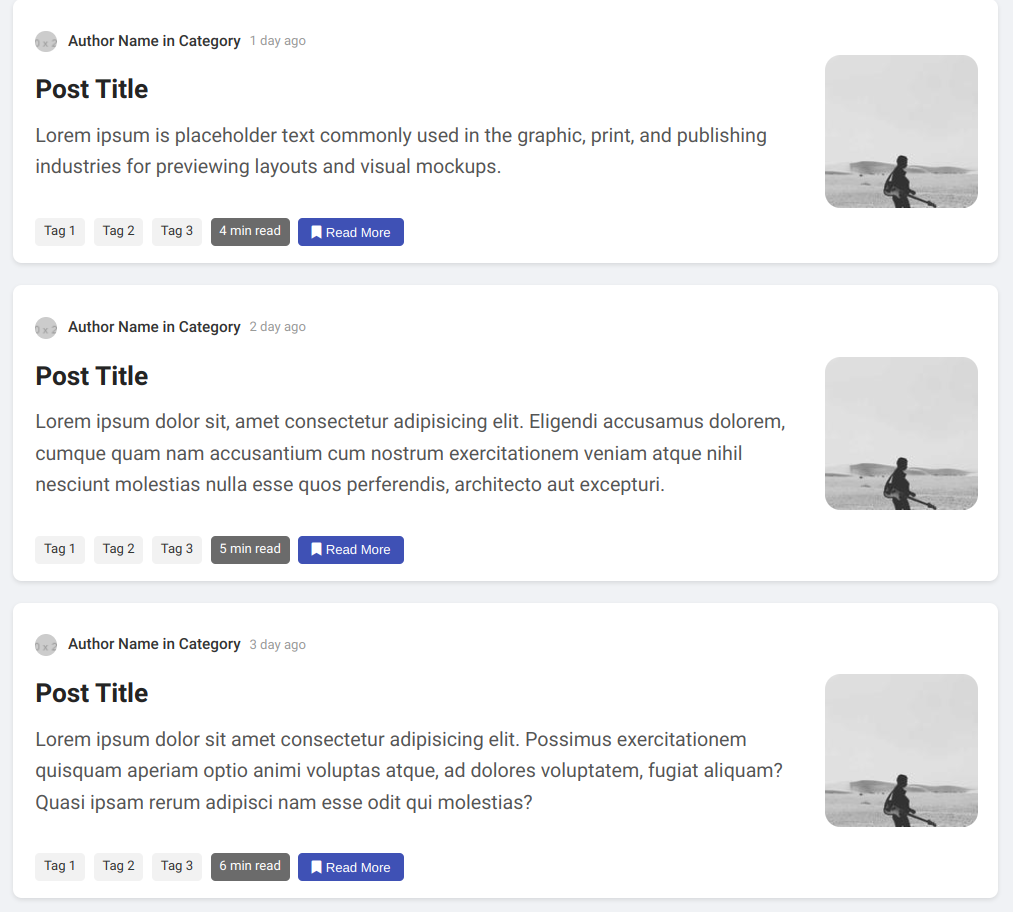 Author Name in Category 1 day ago
Post Title
Lorem ipsum is placeholder text commonly used in the graphic, print, and publishing
industries for previewing layouts and visual mockups.
Tag 1 Tag 2 Tag 3 4 min read Read More
Author Name in Category 2 day ago
Post Title
Lorem ipsum dolor sit, amet consectetur adipisicing elit. Eligendi accusamus dolorem,
cumque quam nam accusantium cum nostrum exercitationem veniam atque nihil
nesciunt molestias nulla esse quos perferendis, architecto aut excepturi.
Tag 1 Tag 2 Tag 3 5 min read Read More
Author Name in Category 3 day ago
Post Title
Lorem ipsum dolor sit amet consectetur adipisicing elit. Possimus exercitationem
quisquam aperiam optio animi voluptas atque, ad dolores voluptatem, fugiat aliquam?
Quasi ipsam rerum adipisci nam esse odit qui molestias?
Tag 1 Tag 2 Tag 3 6 min read Read More